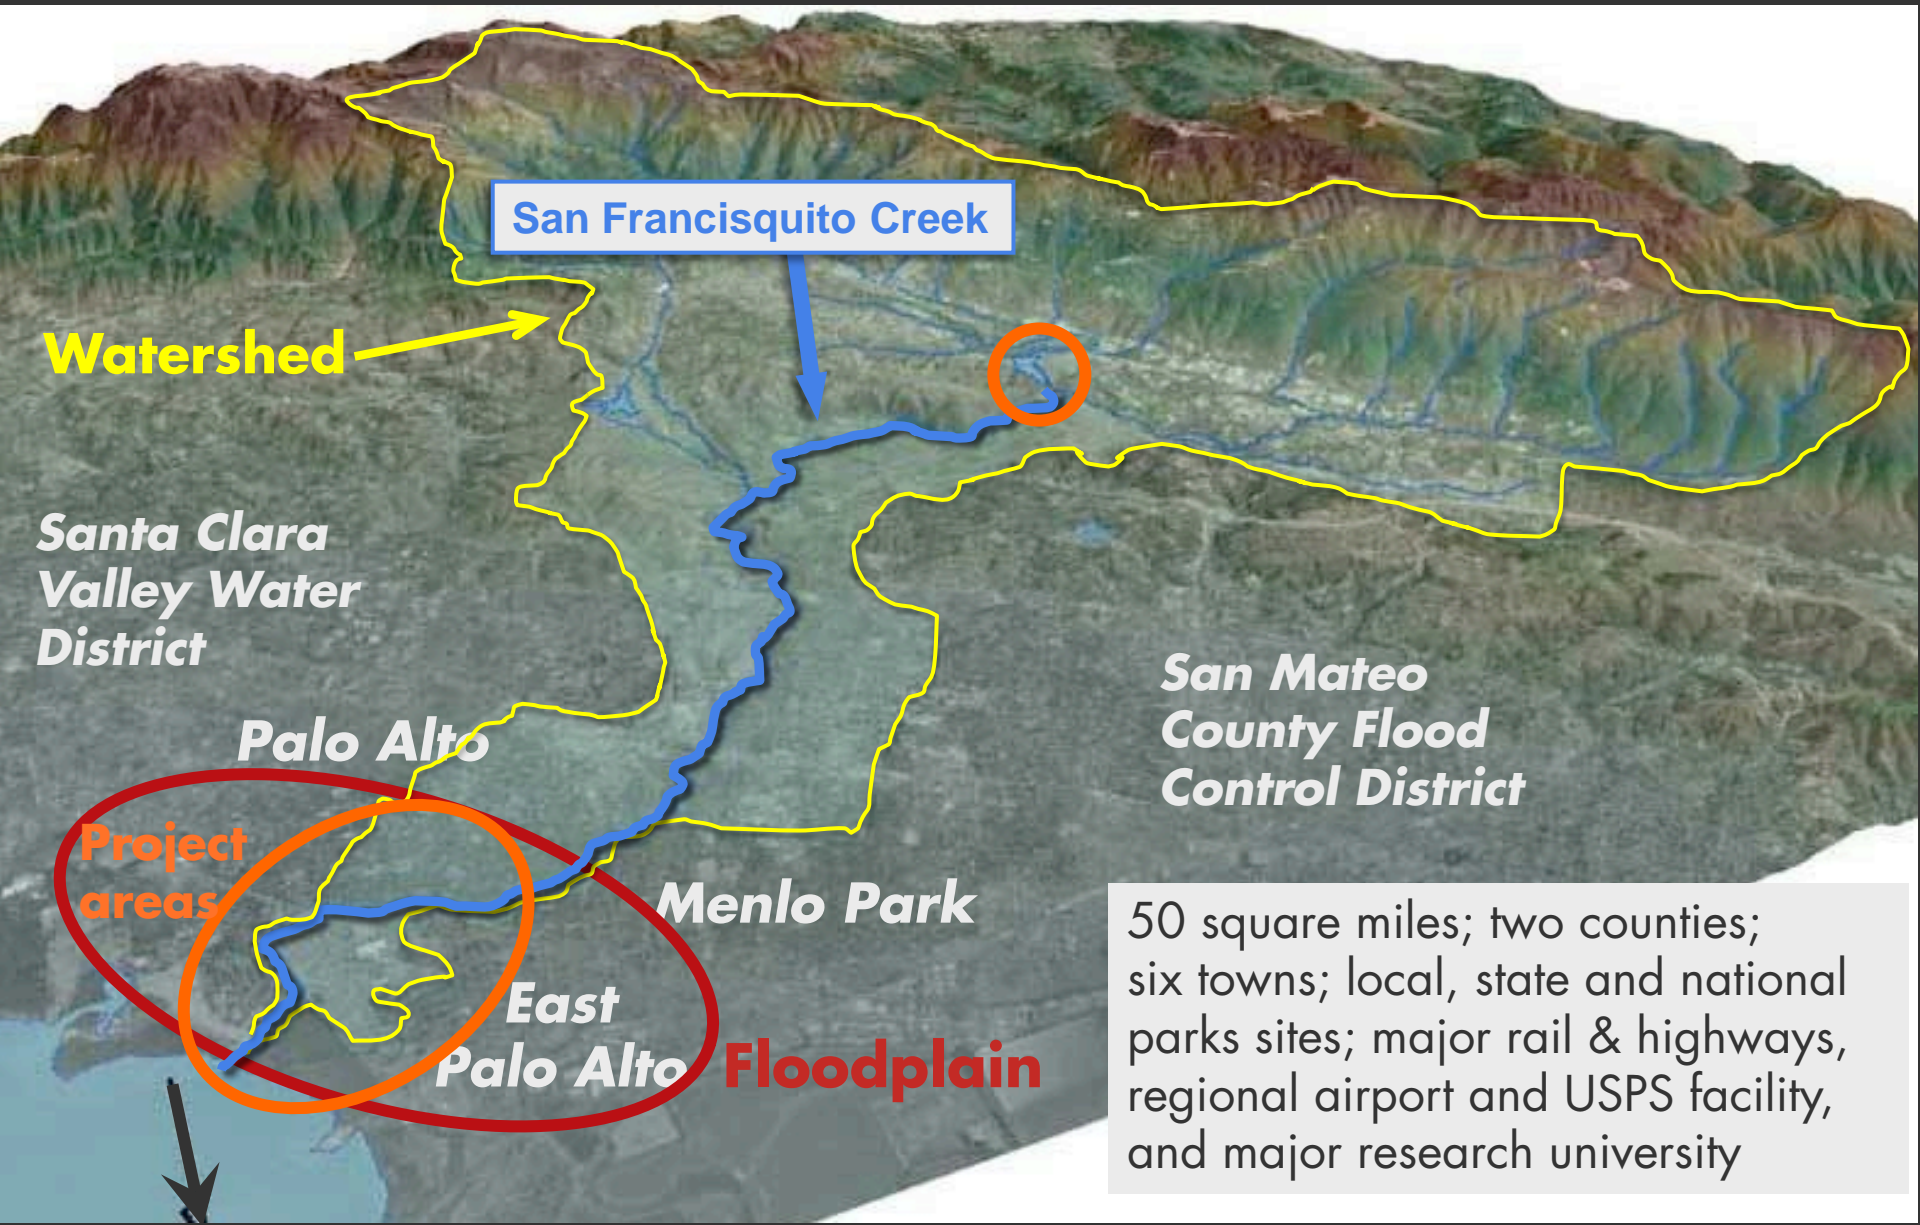 San Francisquito Creek
Watershed
Santa Clara
Valley Water
District
San Mateo
County Flood
Control District
Palo Alto
Project
areas
Menlo Park
East
Palo Alto
Floodplain
50 square miles; two counties;
six towns; local, state and national
parks sites; major rail & highways,
regional airport and USPS facility,
and major research university